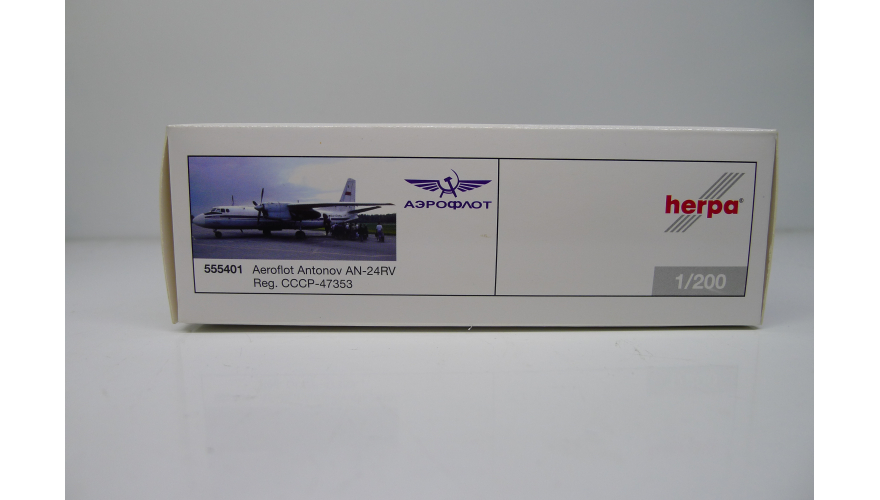 АЭРОФЛОТ
555401 Aeroflot Antonov AN-24RV
Reg. CCCP-47353
herpa®
1/200